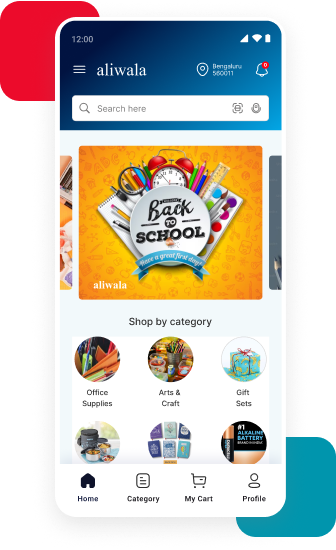 12:00
aliwala
Bengaluru
560011
Search here
Back
TO
SCHOOL
Have a great first day!
aliwala
Shop by category
Office
Supplies
Arts &
Craft
Gift
Sets
#1
ALKALINE
BATTERY
Home
Category
My Cart
Profile